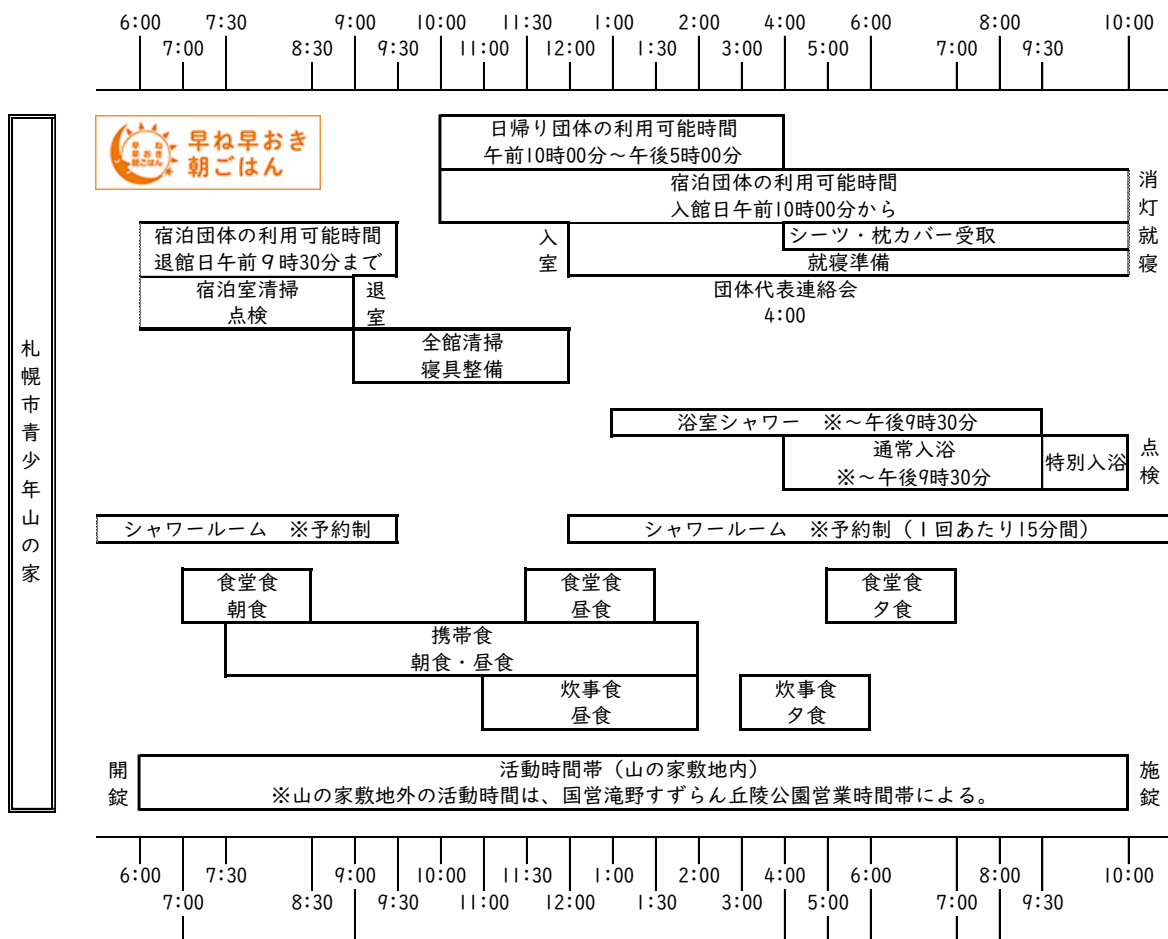 6:00 7:30 9:00 10:00 11:30 1:00 2:00 4:00 6:00 8:00 10:00
7:00 8:30 9:30 11:00 12:00 1:30 3:00 5:00 7:00 9:30
札幌市青少年山の家
早ね早おき
朝ごはん
早ね
早おき
朝ごはん
日帰り団体の利用可能時間
午前10時00分～午後5時00分
宿泊団体の利用可能時間
入館日午前10時00分から
消灯就寝
宿泊団体の利用可能時間
退館日午前9時30分まで
入室
シーツ・枕カバー受取
就寝準備
宿泊室清掃
点検
退室
団体代表連絡会
4:00
全館清掃
寝具整備
浴室シャワー ※～午後9時30分
通常入浴
※～午後9時30分
特別入浴
点検
シャワールーム ※予約制
シャワールーム ※予約制（1回あたり15分間）
食堂食
朝食
食堂食
昼食
食堂食
夕食
携帯食
朝食・昼食
炊事食
昼食
炊事食
夕食
開錠
活動時間帯（山の家敷地内）
※山の家敷地外の活動時間は、国営滝野すずらん丘陵公園営業時間帯による。
施錠
6:00 7:30 9:00 10:00 11:30 1:00 2:00 4:00 6:00 8:00 10:00
7:00 8:30 9:30 11:00 12:00 1:30 3:00 5:00 7:00 9:30